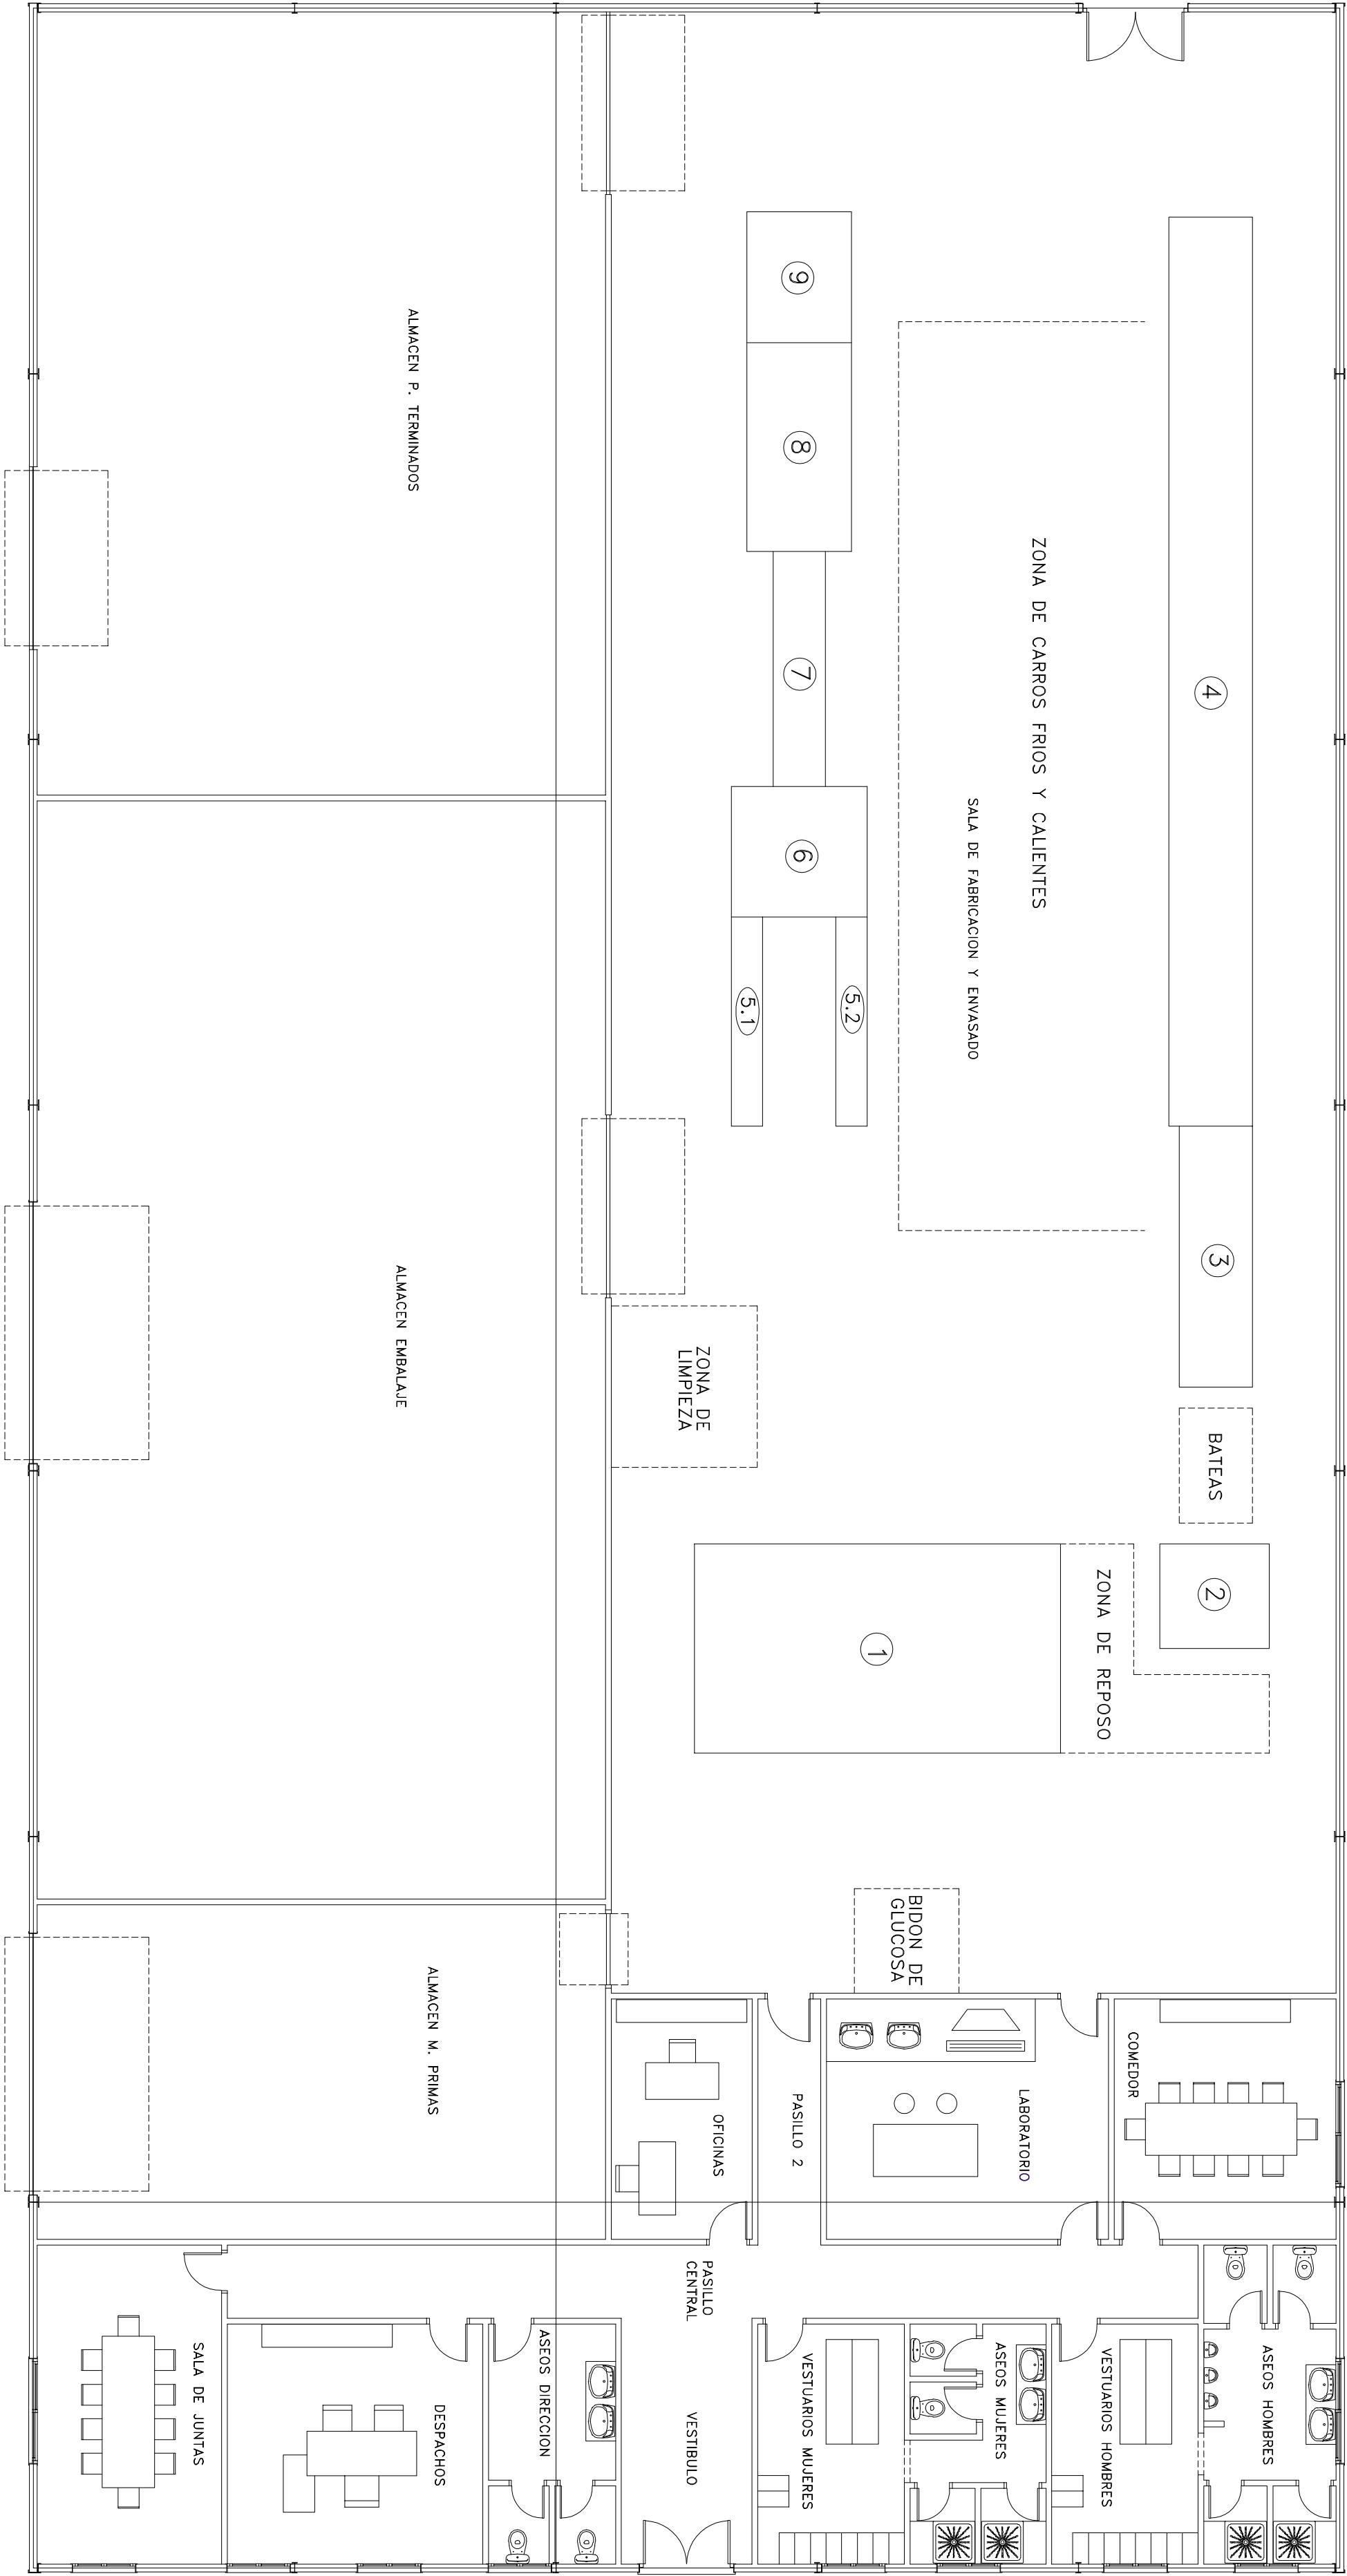 ALMACEN P. TERMINADOS
9
8
7
6
5.1
5.2
4
3
2
1
ZONA DE CARROS FRIOS Y CALIENTES
SALA DE FABRICACION Y ENVASADO
ALMACEN EMBALAJE
ZONA DE
LIMPIEZA
BATEAS
ZONA DE REPOSO
BIDON DE
GLUCOSA
ALMACEN M. PRIMAS
OFICINAS
PASILLO 2
LABORATORIO
COMEDOR
PASILLO
CENTRAL
SALA DE JUNTAS
DESPACHOS
ASEOS DIRECCION
VESTIBULO
VESTUARIOS MUJERES
ASEOS MUJERES
VESTUARIOS HOMBRES
ASEOS HOMBRES